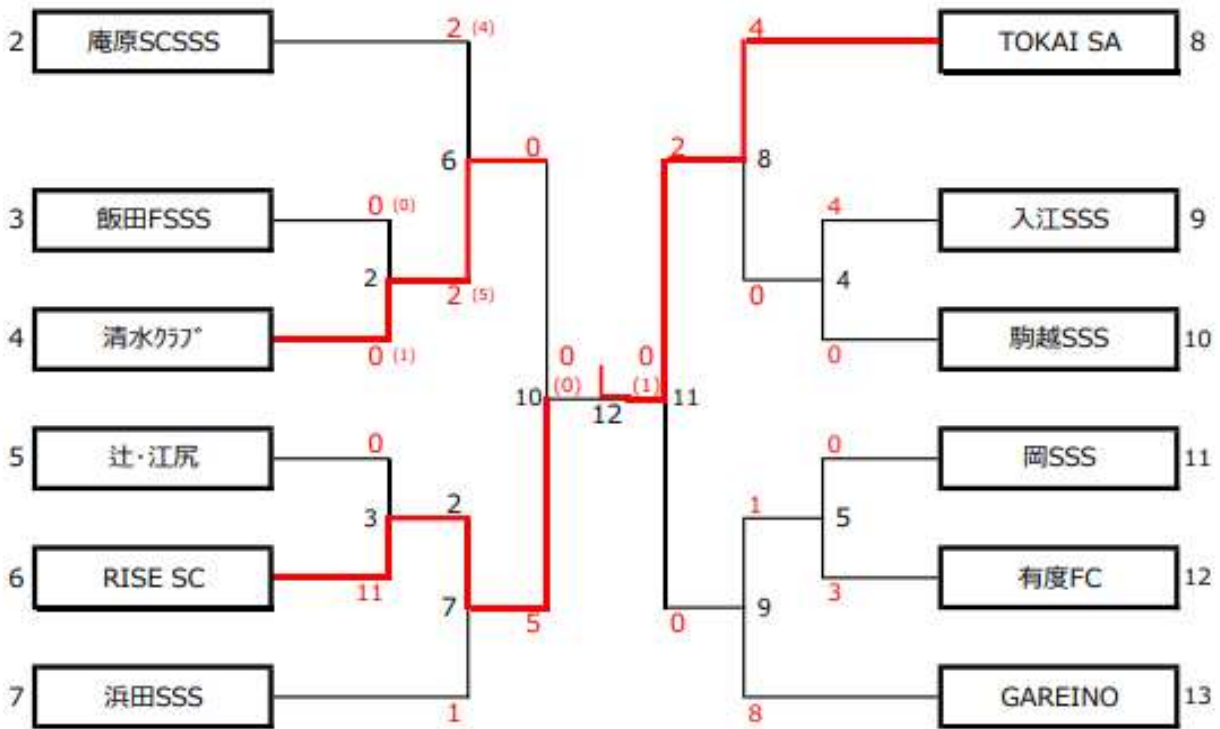 2 庵原SCSSS 2 (4) 4 TOKAI SA 8
6 0 2 8
3 飯田FSSS 0 (0) 4 入江SSS 9
2 2 (5) 0 4
4 清水ｸﾗﾌﾞ 0 (1) 0 駒越SSS 10
0 0
10 (0) 12 (1) 11
5 辻・江尻 0 0 岡SSS 11
3 2 1 5
6 RISE SC 11 3 有度FC 12
7 5 0 9
7 浜田SSS 1 8 GAREINO 13